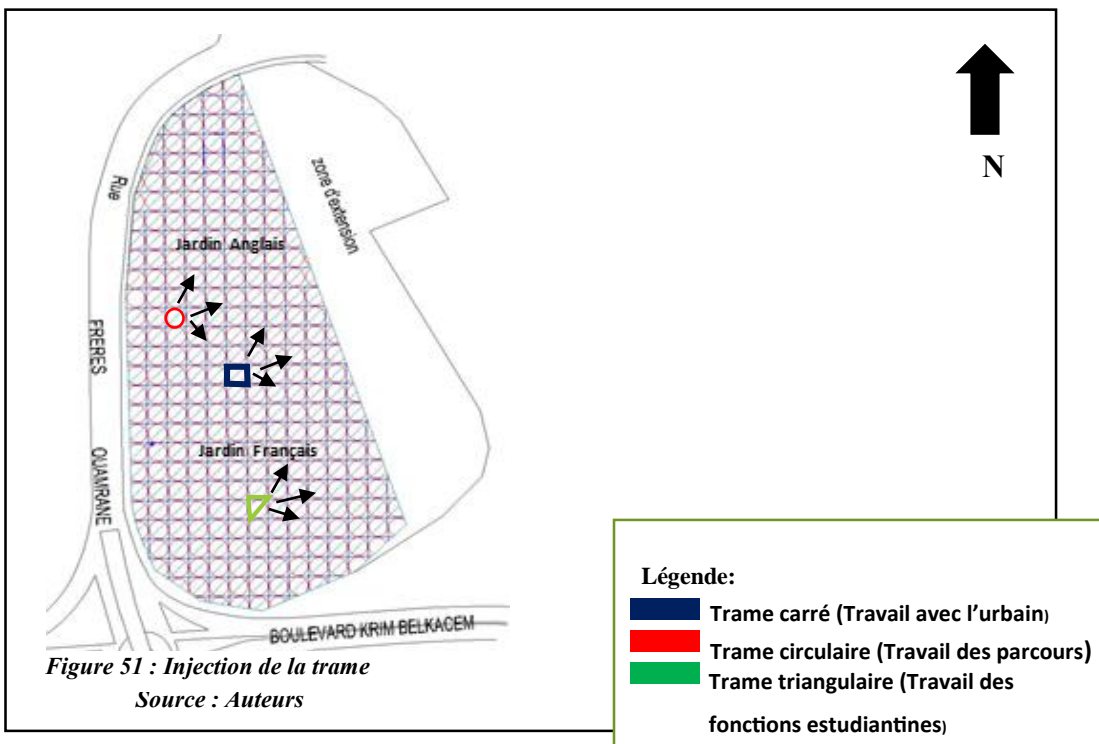 N
Rue
zone d'extension
Jardin Anglais
FRERES
Jardin Français
OUAMRANE
BOULEVARD KRIM BELKACEM
Figure 51 : Injection de la trame
Source : Auteurs
Légende:
Trame carré (Travail avec l’urbain)
Trame circulaire (Travail des parcours)
Trame triangulaire (Travail des
fonctions estudiantines)